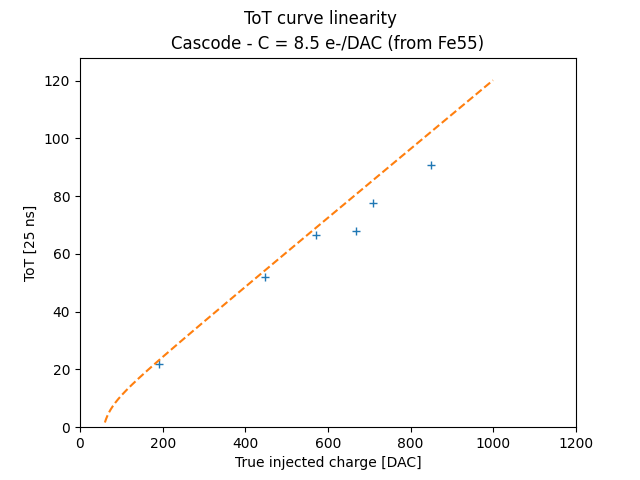 ToT curve linearity
Cascode - C = 8.5 e-/DAC (from Fe55)
ToT [25 ns]
120
100
80
60
40
20
0
0 200 400 600 800 1000 1200
True injected charge [DAC]